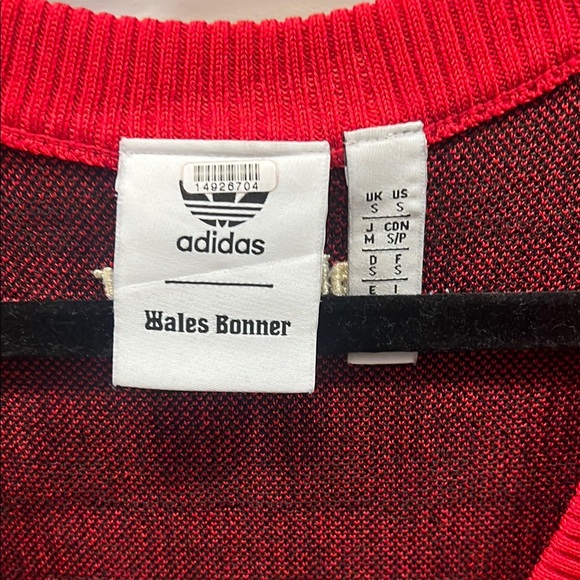 14926704
adidas
Wales Bonner
UK US
S S
J CDN
M S/P
D F
S S
E I